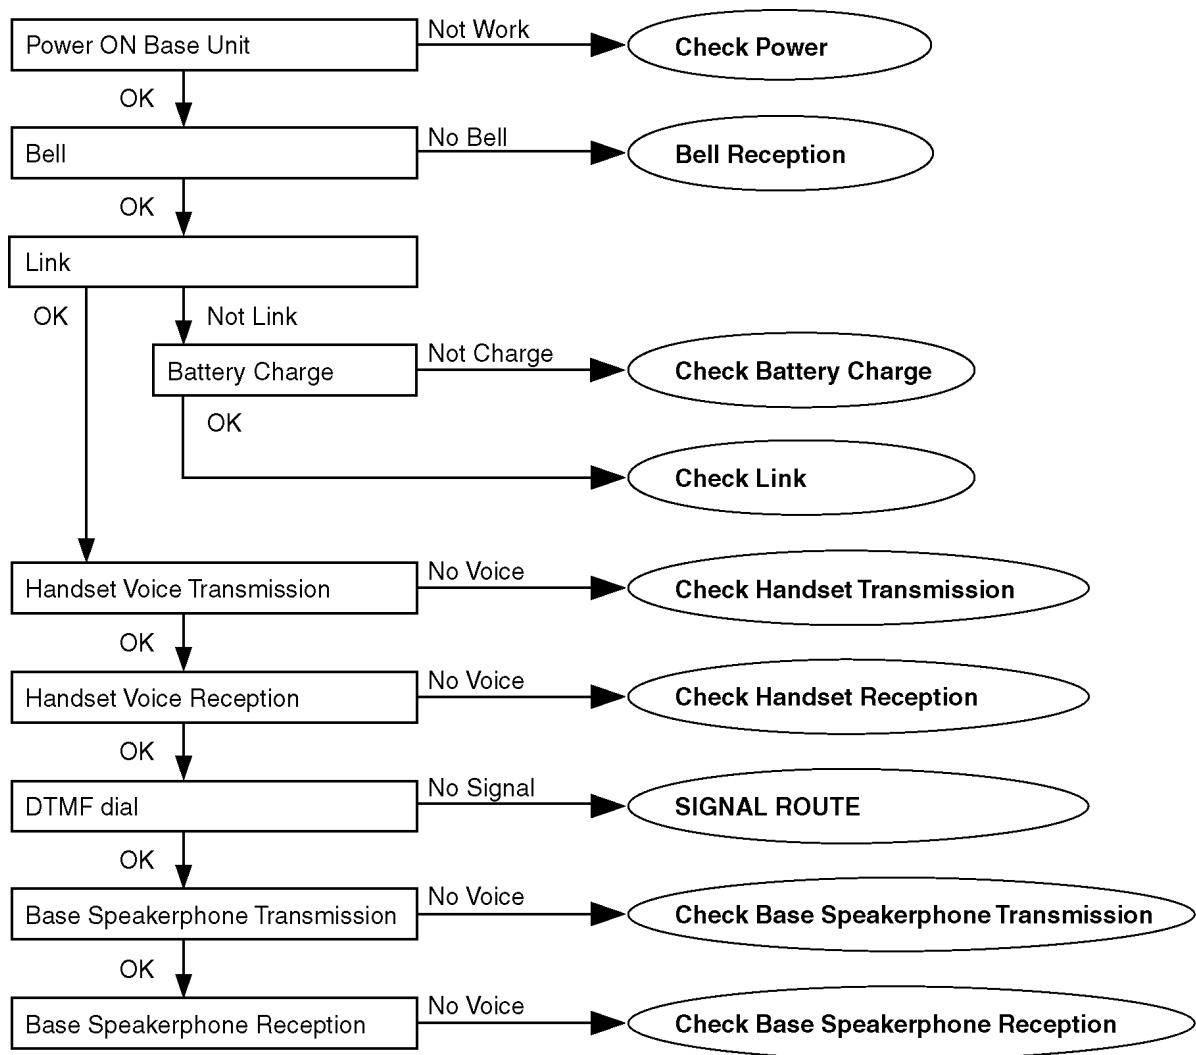 Power ON Base Unit
Not Work
Check Power
OK
Bell
No Bell
Bell Reception
OK
Link
OK
Not Link
Battery Charge
Not Charge
Check Battery Charge
OK
Check Link
Handset Voice Transmission
No Voice
Check Handset Transmission
OK
Handset Voice Reception
No Voice
Check Handset Reception
OK
DTMF dial
No Signal
SIGNAL ROUTE
OK
Base Speakerphone Transmission
No Voice
Check Base Speakerphone Transmission
OK
Base Speakerphone Reception
No Voice
Check Base Speakerphone Reception